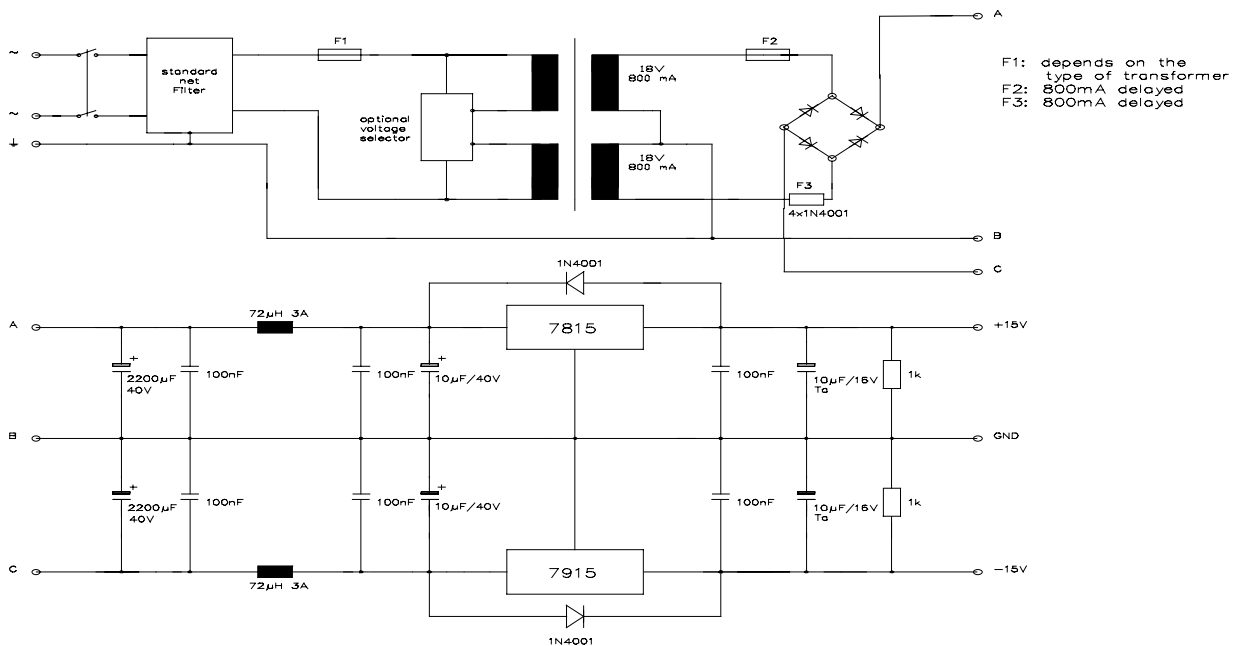 A
F1
F2
~
standard
net
Filter
18V
800 mA
F1: depends on the
type of transformer
F2: 800mA delayed
F3: 800mA delayed
optional
voltage
selector
~
18V
800 mA
F3
4x1N4001
B
C
1N4001
72µH 3A
7815
A
+15V
+
+
2200µF
40V
100nF
100nF
10µF/40V
100nF
10µF/16V
Ta
1k
B
GND
+
+
2200µF
40V
100nF
100nF
10µF/40V
100nF
10µF/16V
Ta
1k
C
72µH 3A
7915
-15V
1N4001